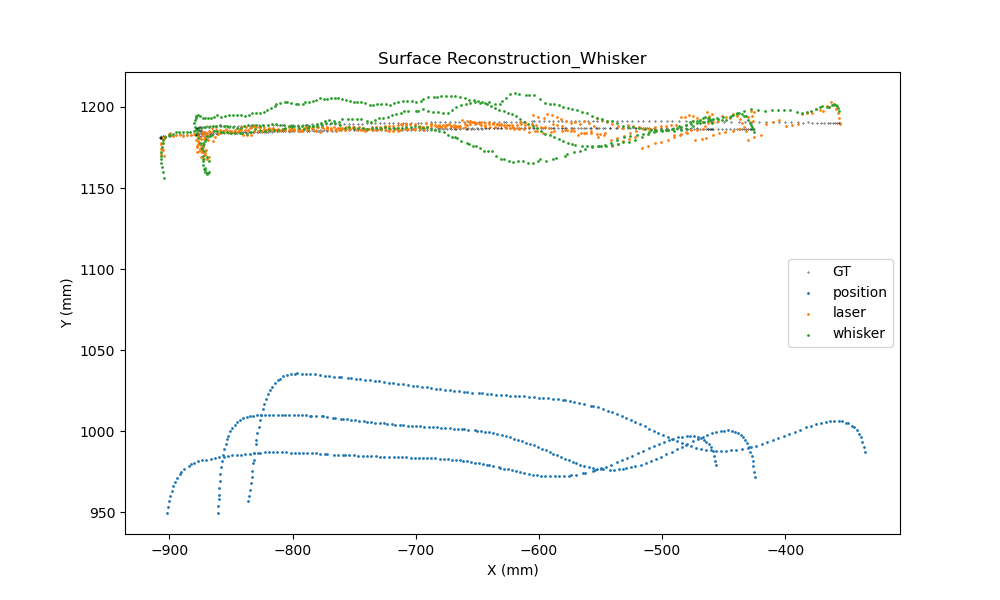 Surface Reconstruction_Whisker
1200
1150
1100
1050
1000
950
Y (mm)
GT
position
laser
whisker
−900
−800
−700
−600
−500
−400
X (mm)